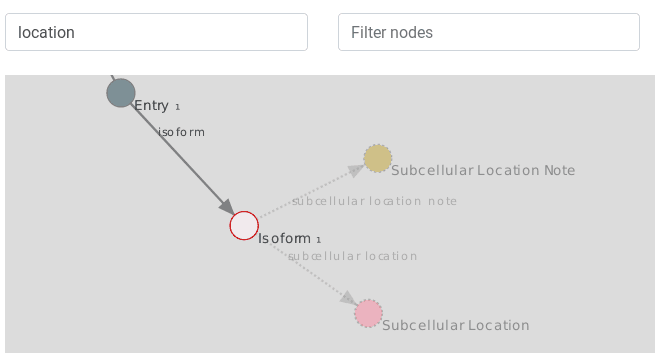 location
Filter nodes
Entry 1
isoform
Subcellular Location Note
subcellular location note
Isoform 1
subcellular location
Subcellular Location